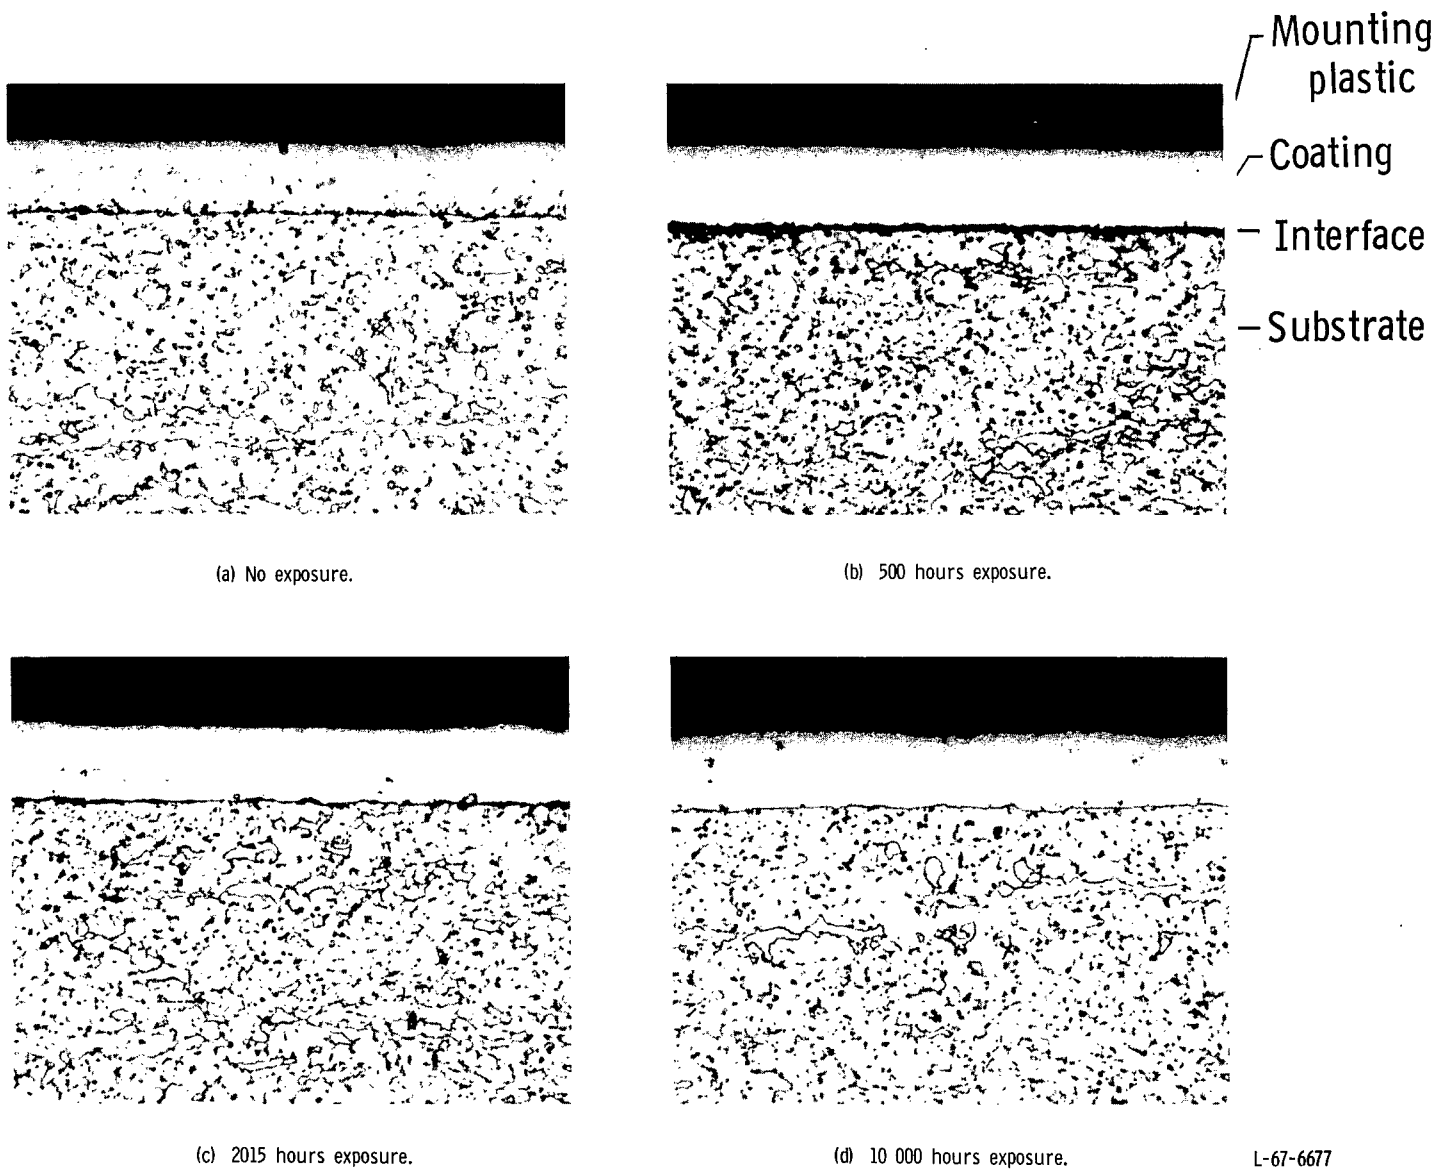 Mounting
plastic
Coating
Interface
Substrate
(a) No exposure.
(b) 500 hours exposure.
(c) 2015 hours exposure.
(d) 10 000 hours exposure.
L-67-6677